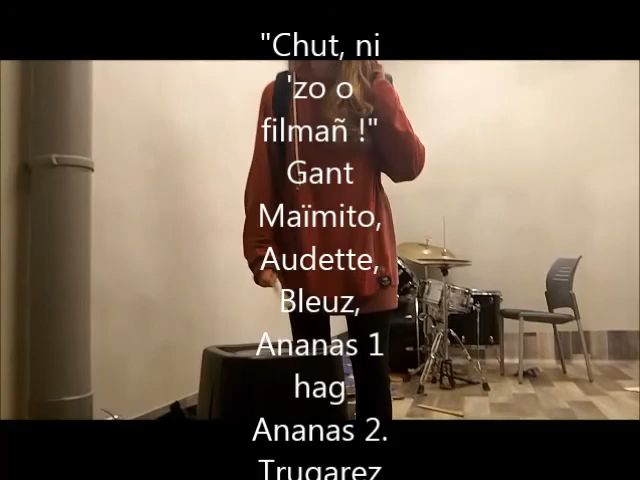 "Chut, ni
'zo o
filmañ !"
Gant
Maïmito,
Audette,
Bleuz,
Ananas 1
hag
Ananas 2.
Trugarez